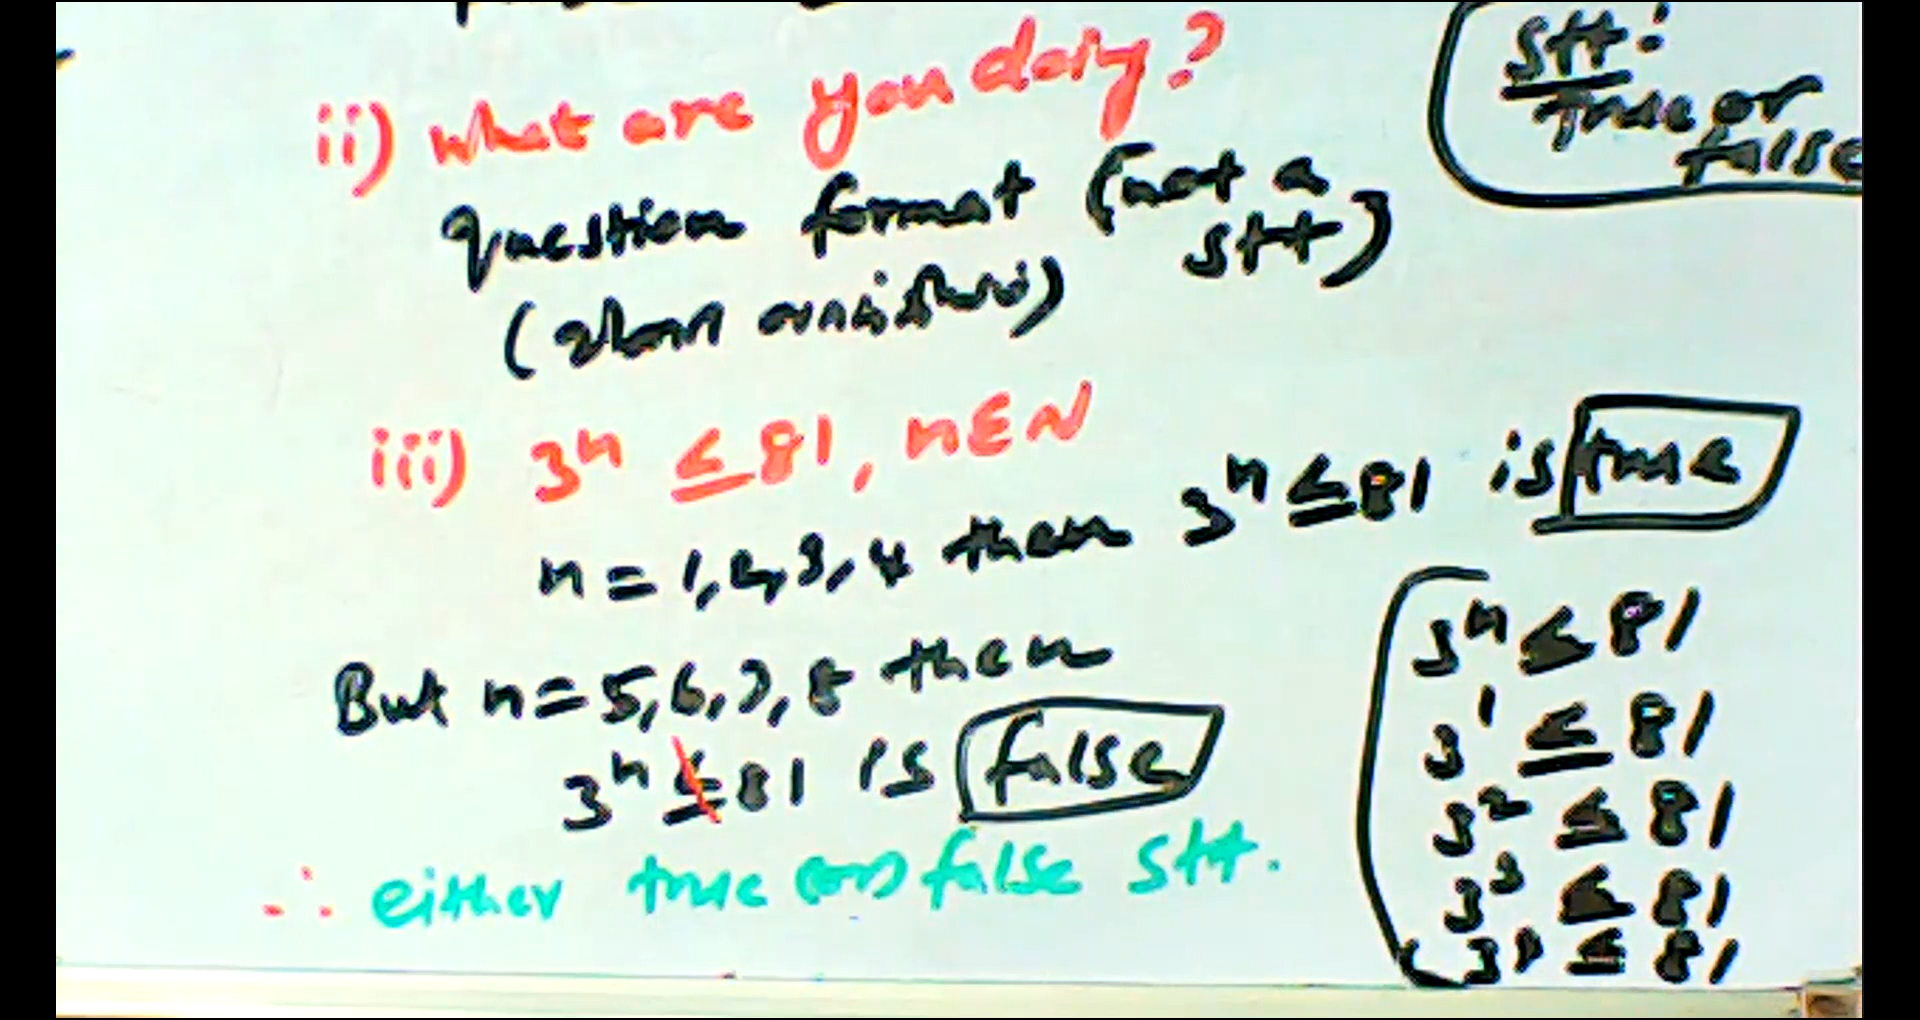 ii) What are you doing?
question format (not a
stt)
iii) 3ⁿ ≤ 81, n∈N
n = 1, 2, 3, 4 then 3ⁿ ≤ 81 is true
But n = 5, 6, 7, 8 then
3ⁿ ≰ 81 is false
∴ either true (or) false stt.
stt:
true or
false
3ⁿ ≤ 81
3¹ ≤ 81
3² ≤ 81
3³ ≤ 81
≤ 81